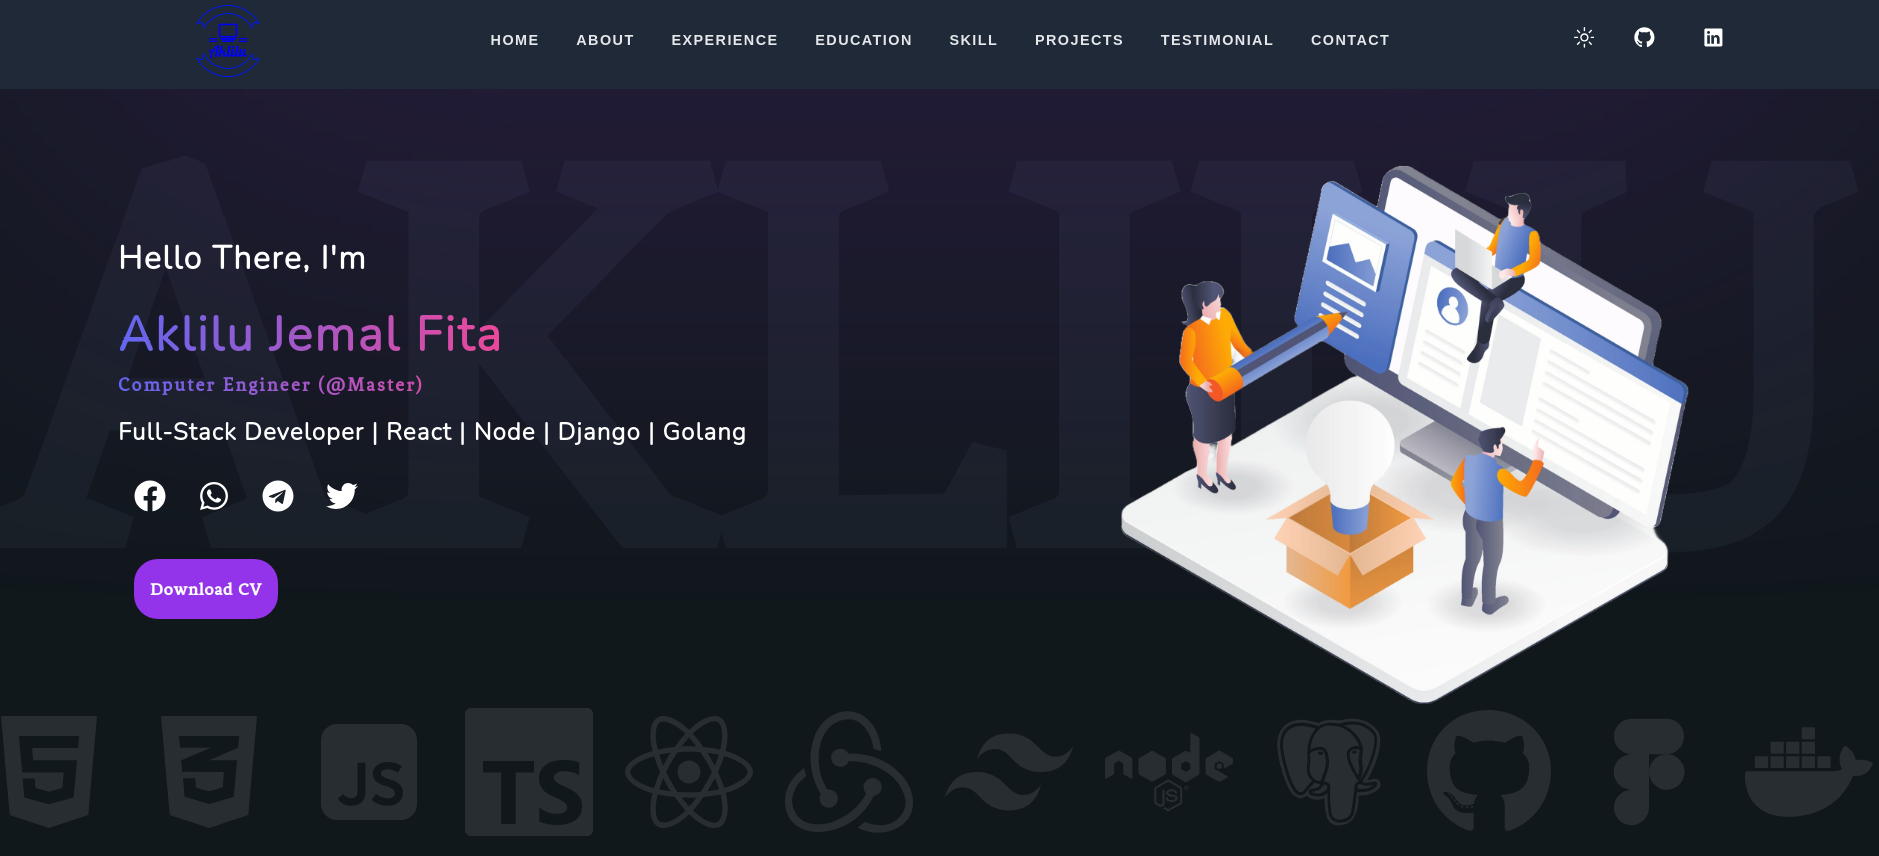 Aklilu
HOME ABOUT EXPERIENCE EDUCATION SKILL PROJECTS TESTIMONIAL CONTACT
AKLILU
Hello There, I'm
Aklilu Jemal Fita
Computer Engineer (@Master)
Full-Stack Developer | React | Node | Django | Golang
Download CV
5 3 JS TS node
JS